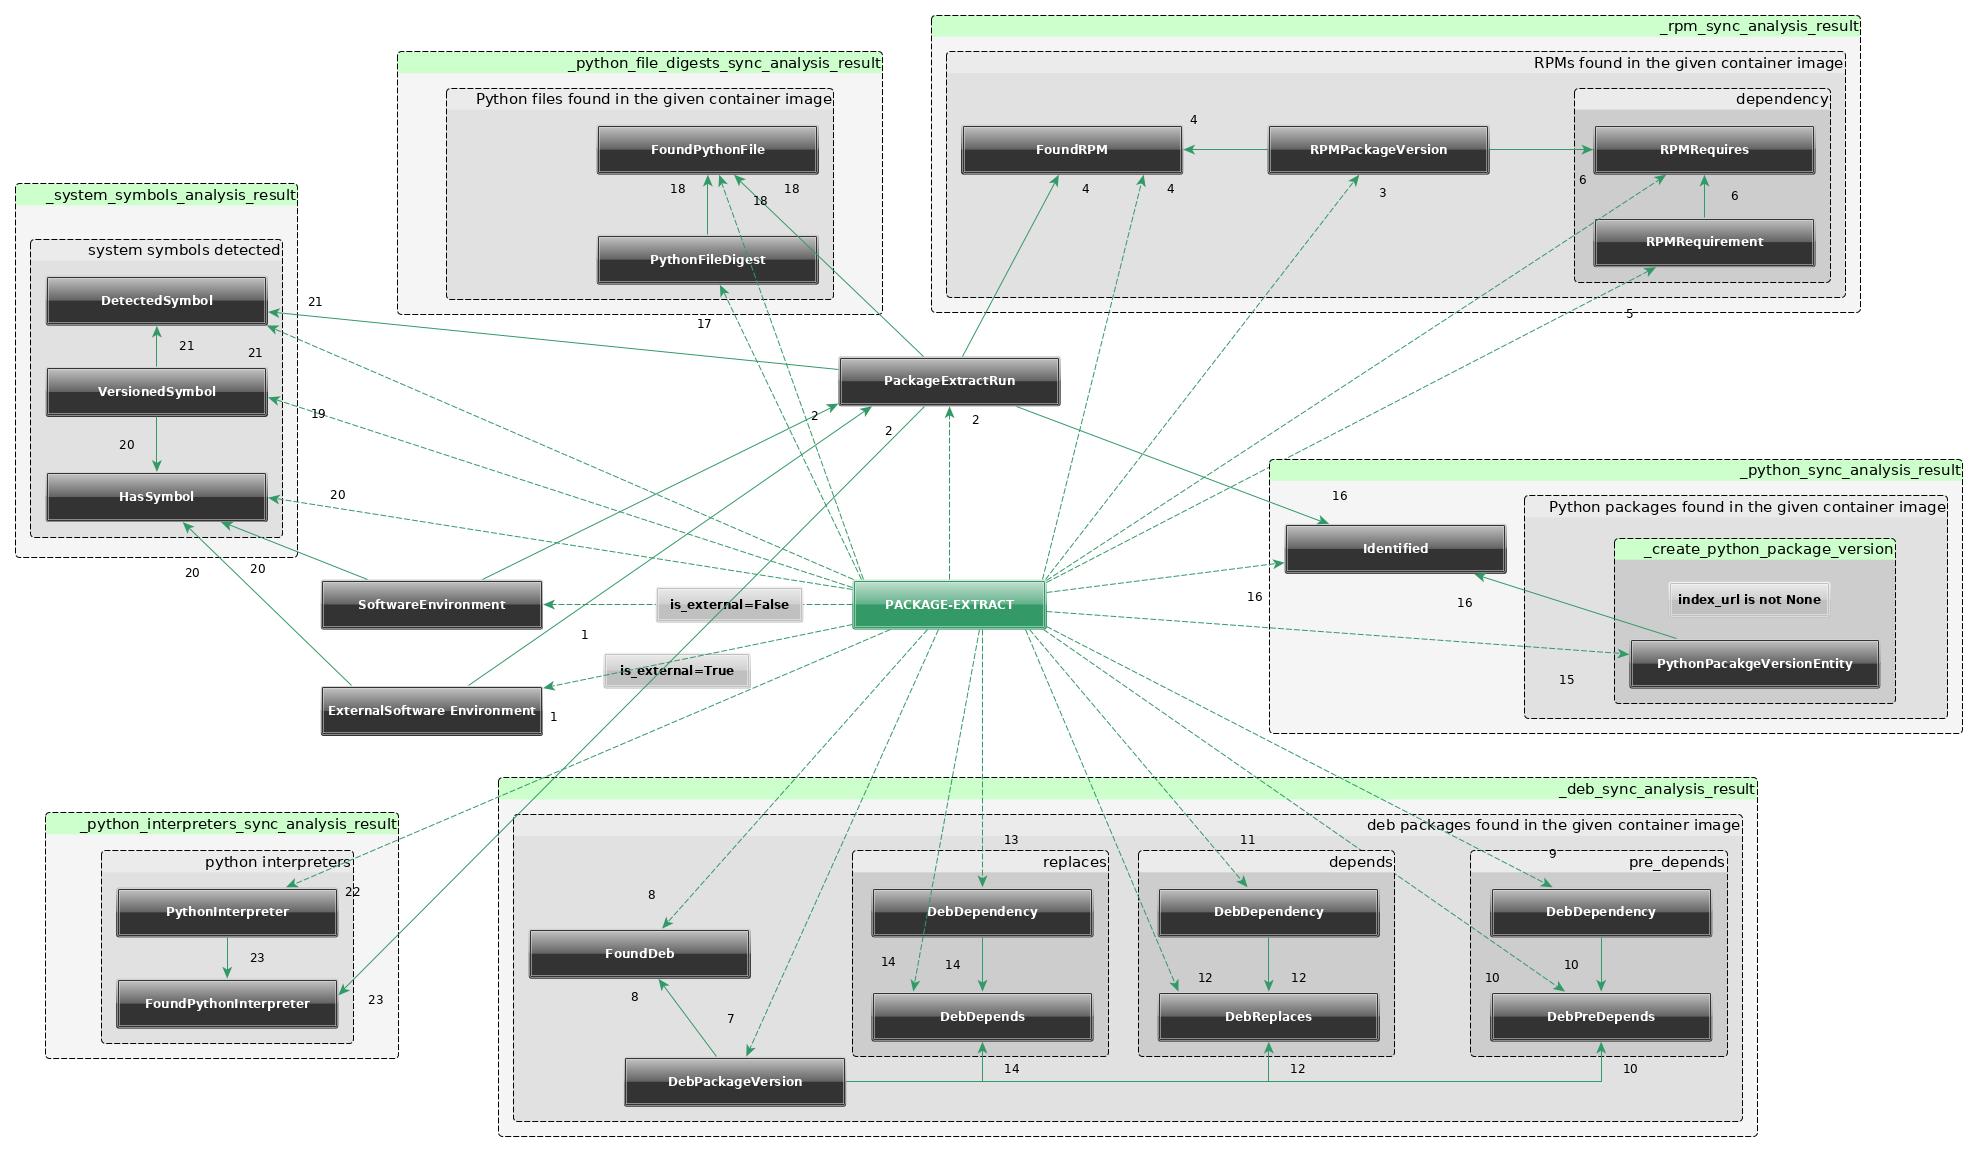 _rpm_sync_analysis_result
RPMs found in the given container image
dependency
FoundRPM
4
RPMPackageVersion
RPMRequires
6
4
4
3
6
RPMRequirement
5
_python_file_digests_sync_analysis_result
Python files found in the given container image
FoundPythonFile
18
18
18
PythonFileDigest
17
_system_symbols_analysis_result
system symbols detected
DetectedSymbol
21
21
21
VersionedSymbol
19
20
HasSymbol
20
20
20
PackageExtractRun
2
2
2
SoftwareEnvironment
is_external=False
PACKAGE-EXTRACT
1
is_external=True
ExternalSoftware Environment
1
_python_sync_analysis_result
Python packages found in the given container image
16
Identified
_create_python_package_version
index_url is not None
16
16
PythonPacakgeVersionEntity
15
_python_interpreters_sync_analysis_result
python interpreters
22
PythonInterpreter
23
FoundPythonInterpreter
23
_deb_sync_analysis_result
deb packages found in the given container image
13
replaces
11
depends
9
pre_depends
8
DebDependency
DebDependency
DebDependency
FoundDeb
14
14
12
12
10
10
8
7
DebDepends
DebReplaces
DebPreDepends
DebPackageVersion
14
12
10